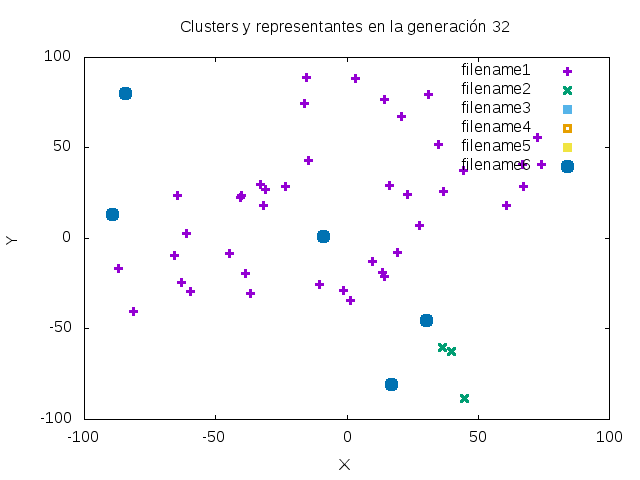 Clusters y representantes en la generación 32
filename1
filename2
filename3
filename4
filename5
filename6
100
50
0
-50
-100
Y
-100
-50
0
50
100
X